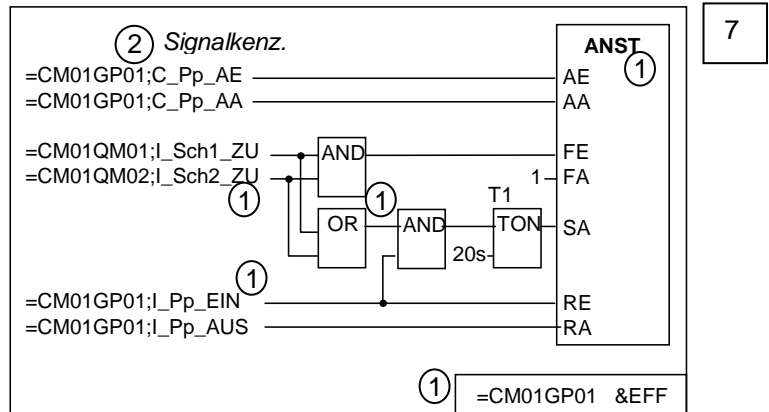 ② Signalkenz.
ANST
7
①
=CM01GP01;C_Pp_AE
AE
=CM01GP01;C_Pp_AA
AA
=CM01QM01;I_Sch1_ZU
AND
FE
=CM01QM02;I_Sch2_ZU
1
FA
①
①
T1
OR
AND
TON
SA
20s
①
=CM01GP01;I_Pp_EIN
RE
=CM01GP01;I_Pp_AUS
RA
①
=CM01GP01 &EFF